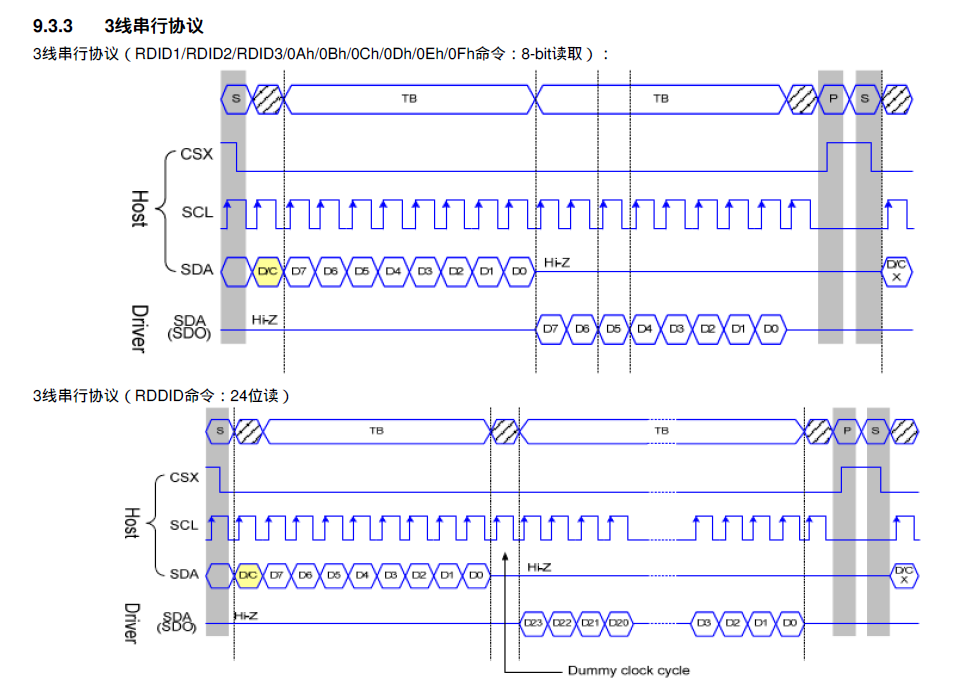 9.3.3 3线串行协议
3线串行协议（RDID1/RDID2/RDID3/0Ah/0Bh/0Ch/0Dh/0Eh/0Fh命令：8-bit读取）：
S TB TB P S
CSX
Host
SCL
SDA D/C D7 D6 D5 D4 D3 D2 D1 D0 Hi-Z D/C X
Driver
SDA (SDO) Hi-Z D7 D6 D5 D4 D3 D2 D1 D0
3线串行协议（RDDID命令：24位读）
S TB TB P S
CSX
Host
SCL
SDA D/C D7 D6 D5 D4 D3 D2 D1 D0 Hi-Z D/C X
Driver
SDA (SDO) Hi-Z D23 D22 D21 D20 D3 D2 D1 D0
Dummy clock cycle